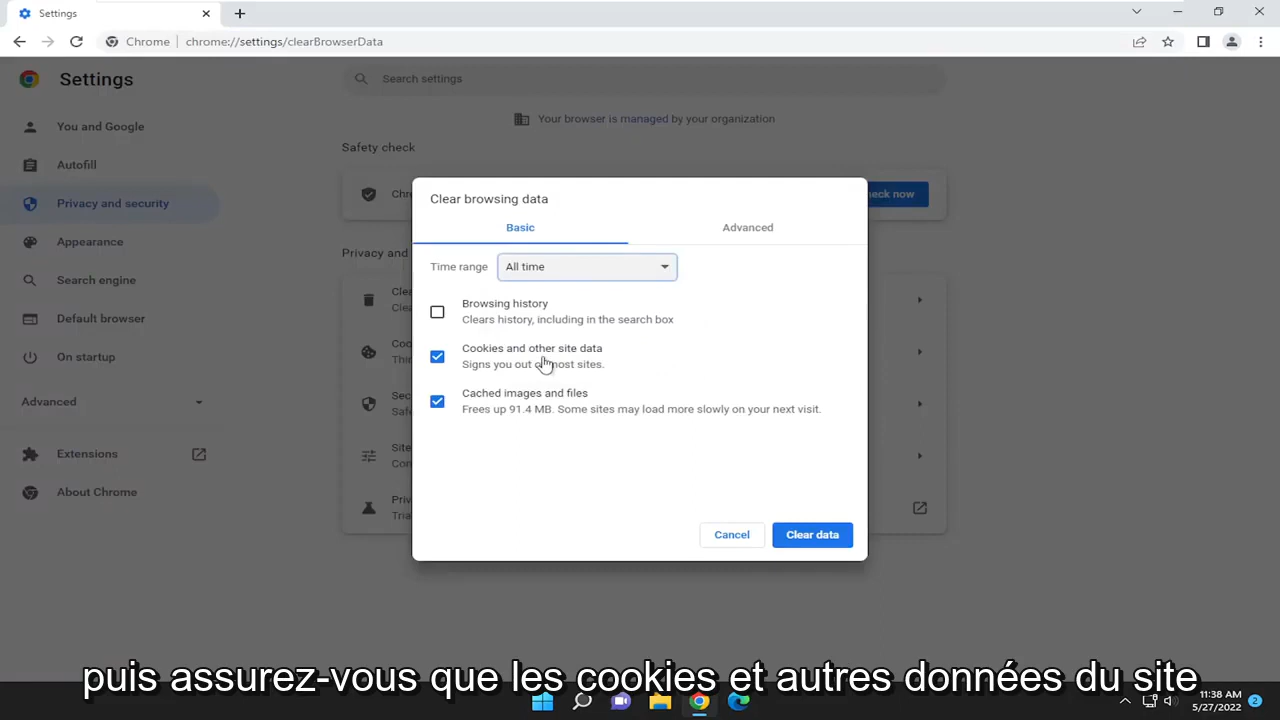 Settings
Chrome
chrome://settings/clearBrowserData
Settings
Search settings
Your browser is managed by your organization
You and Google
Autofill
Privacy and security
Appearance
Search engine
Default browser
On startup
Advanced
Extensions
About Chrome
Safety check
Chr
eck now
Privacy and
Clea
Clea
Coo
Thir
Sec
Safe
Site
Con
Priv
Tria
Clear browsing data
Basic
Advanced
Time range
All time
Browsing history
Clears history, including in the search box
Cookies and other site data
Signs you out of most sites.
Cached images and files
Frees up 91.4 MB. Some sites may load more slowly on your next visit.
Cancel
Clear data
puis assurez-vous que les cookies et autres données du site
11:38 AM
5/27/2022
2